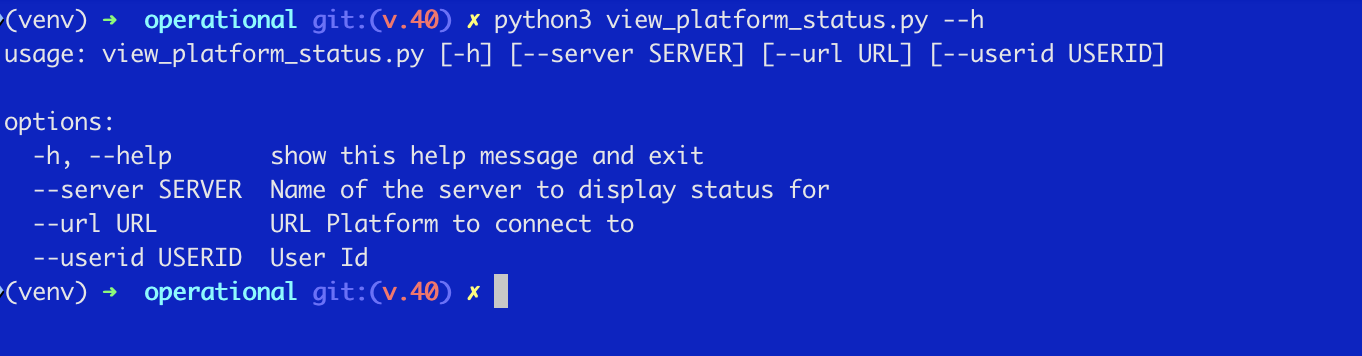 (venv) ➜  operational git:(v.40) ✗ python3 view_platform_status.py --h
usage: view_platform_status.py [-h] [--server SERVER] [--url URL] [--userid USERID]

options:
  -h, --help       show this help message and exit
  --server SERVER  Name of the server to display status for
  --url URL        URL Platform to connect to
  --userid USERID  User Id
(venv) ➜  operational git:(v.40) ✗